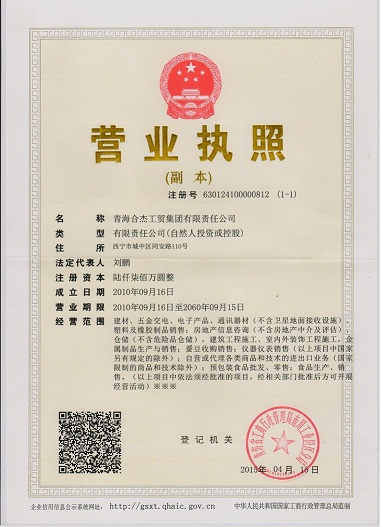 营业执照
(副 本)
注册号 630124100000812 (1-1)
名 称 青海合杰工贸集团有限责任公司
类 型 有限责任公司(自然人投资或控股)
住 所 西宁市城中区同安路110号
法定代表人 刘鹏
注册资本 陆仟柒佰万圆整
成立日期 2010年09月16日
营业期限 2010年09月16日至2060年09月15日
经营范围 建材、五金交电、电子产品、通讯器材（不含卫星地面接收设施）、
塑料及橡胶制品销售；房地产信息咨询（不含房地产中介及评估）、
仓储（不含危险品仓储），建筑工程施工、室内外装饰工程施工、金
属制品生产与销售；蚕豆收购销售；仪器仪表销售（以上项目中国家
另有规定的除外）；自营或代理各类商品和技术的进出口业务（国家
限制的商品和技术除外）；预包装食品批发、零售；食品生产、销
售。（以上项目中依法须经批准的项目，经相关部门批准后方可开展
经营活动）※※※
登记机关
2015年 04月 16日
企业信用信息公示系统网址：http://gsxt.qhaic.gov.cn
中华人民共和国国家工商行政管理总局监制